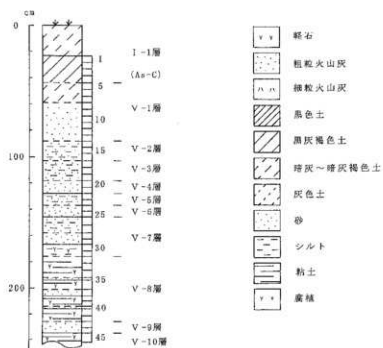 cm
0
100
200
1
5
10
15
20
25
30
35
40
45
I-1層
(As-C)
V-1層
V-2層
V-3層
V-4層
V-5層
V-6層
V-7層
V-8層
V-9層
V-10層
軽石
粗粒火山灰
細粒火山灰
黒色土
黒灰褐色土
暗灰～暗灰褐色土
灰色土
砂
シルト
粘土
腐植